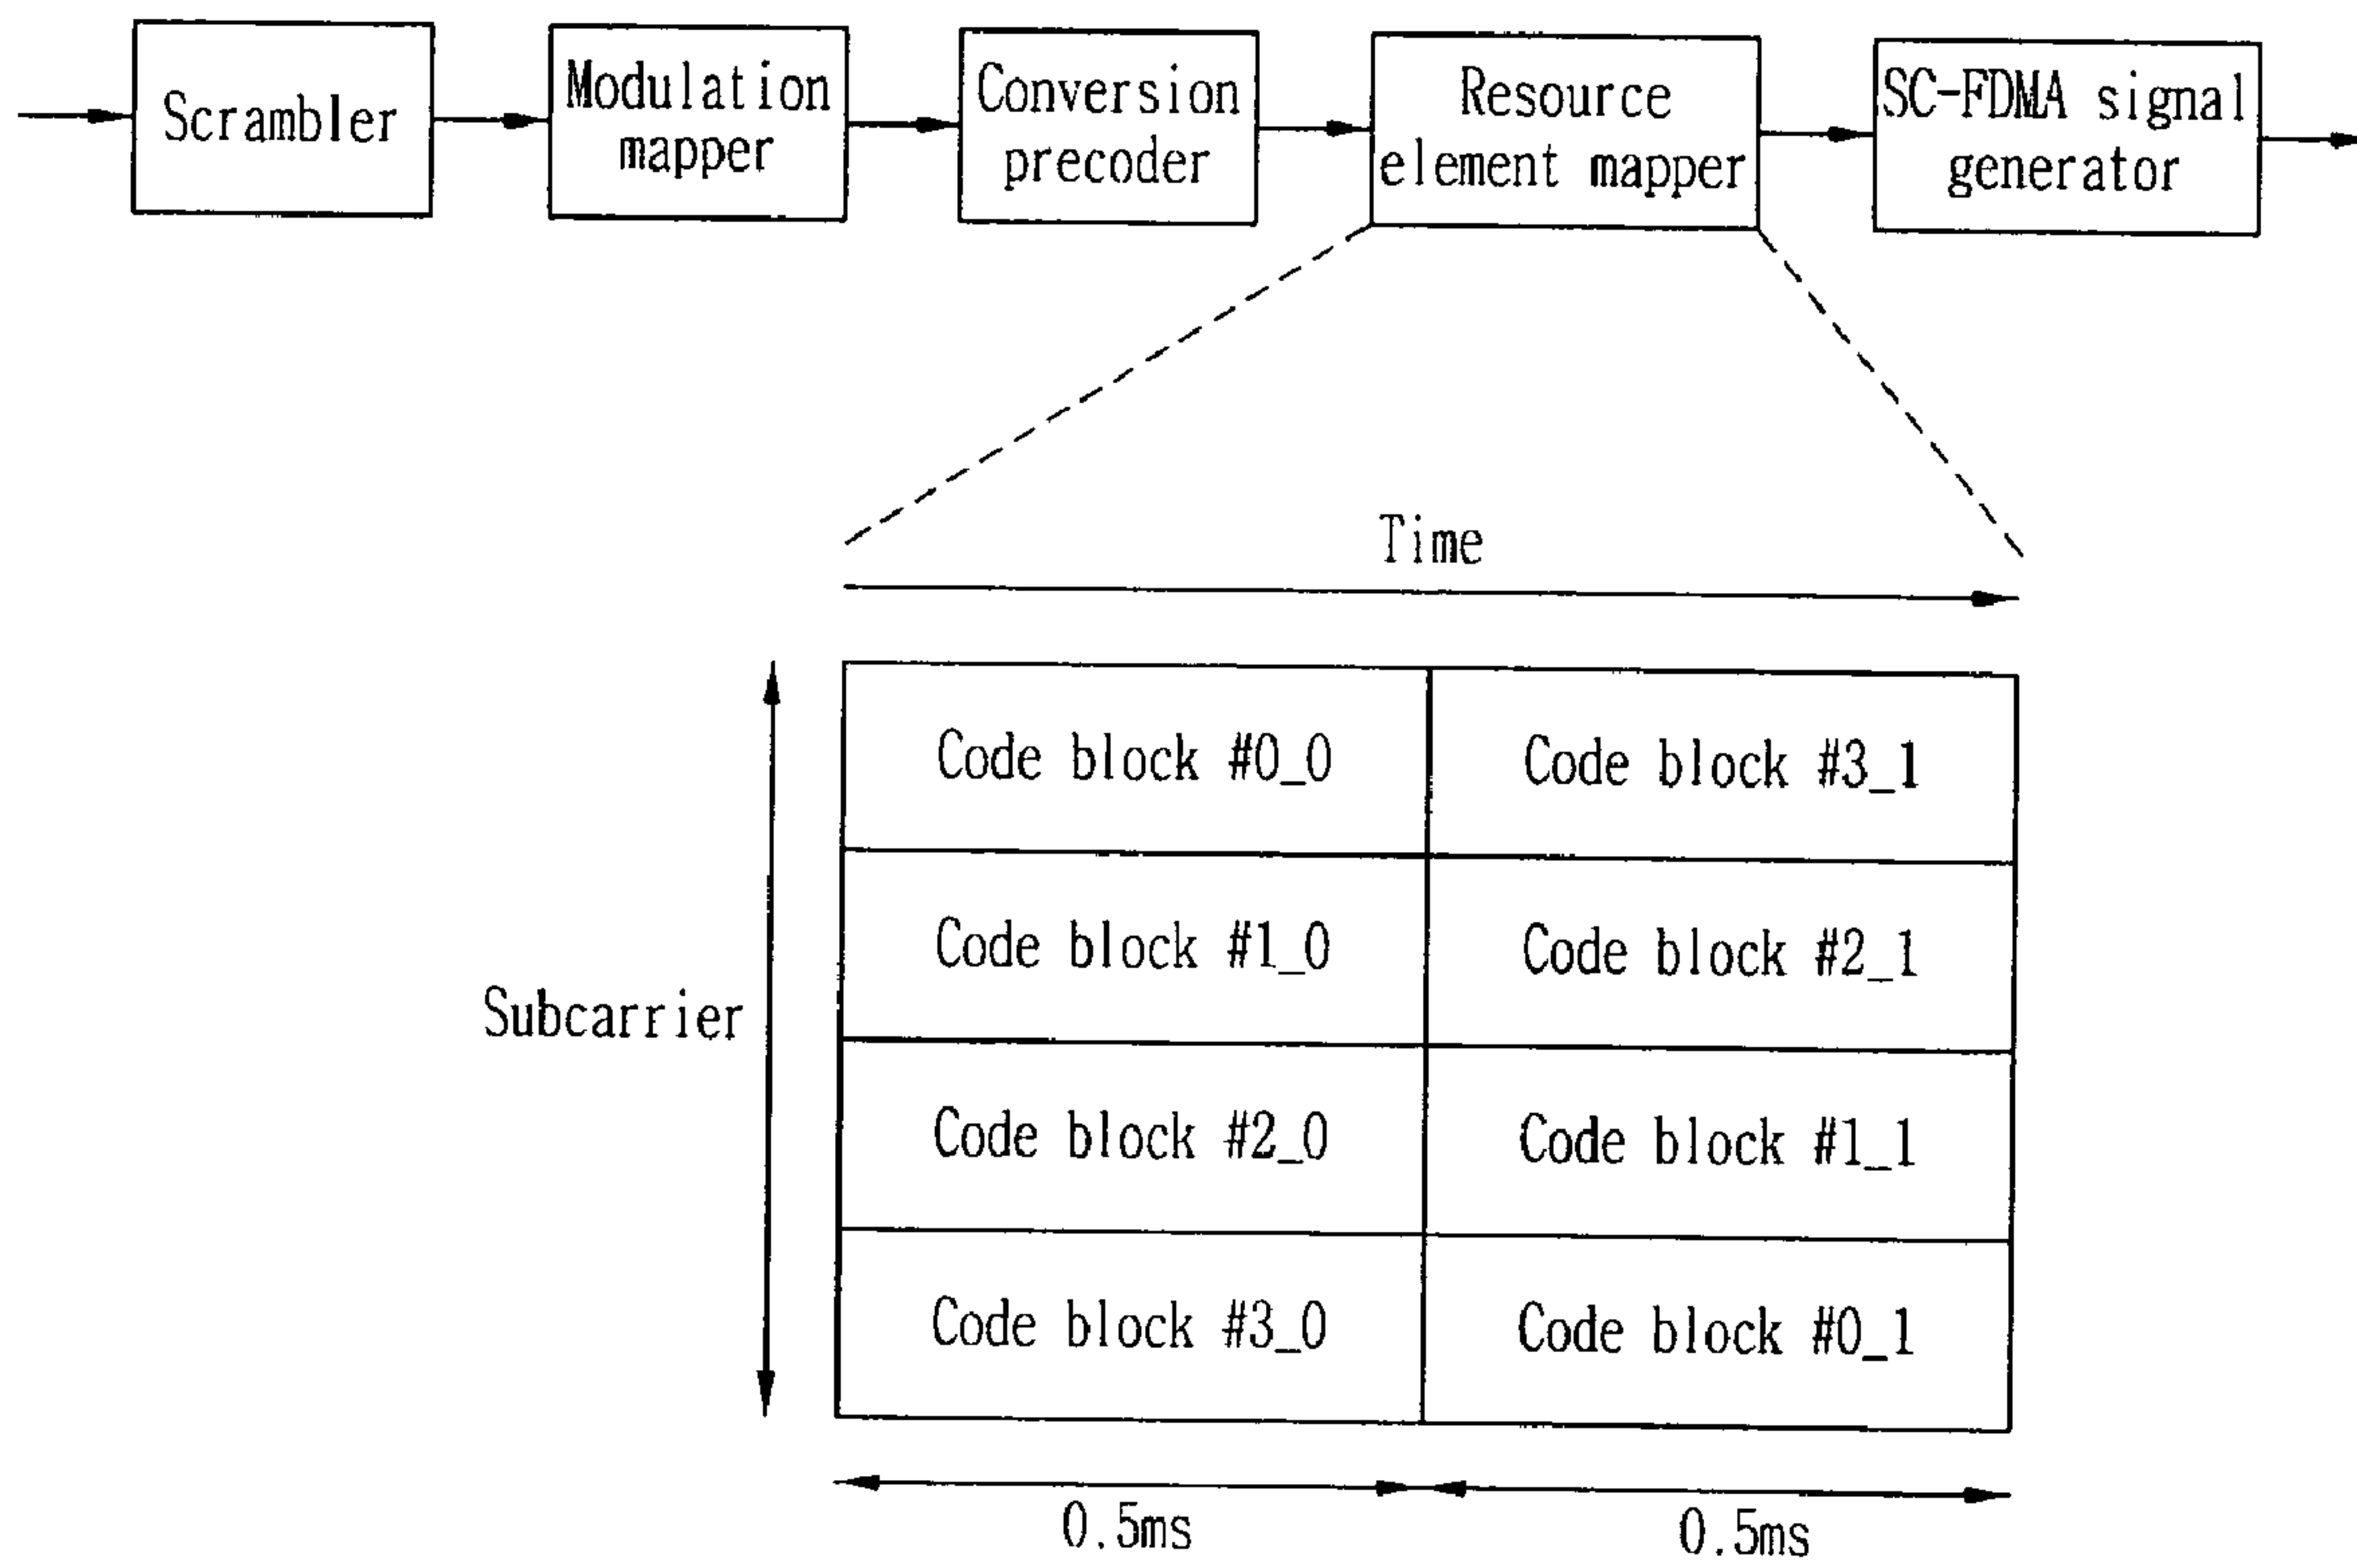 Scrambler
Modulation
mapper
Conversion
precoder
Resource
element mapper
SC-FDMA signal
generator
Time
Subcarrier
Code block #0_0
Code block #3_1
Code block #1_0
Code block #2_1
Code block #2_0
Code block #1_1
Code block #3_0
Code block #0_1
0.5ms
0.5ms